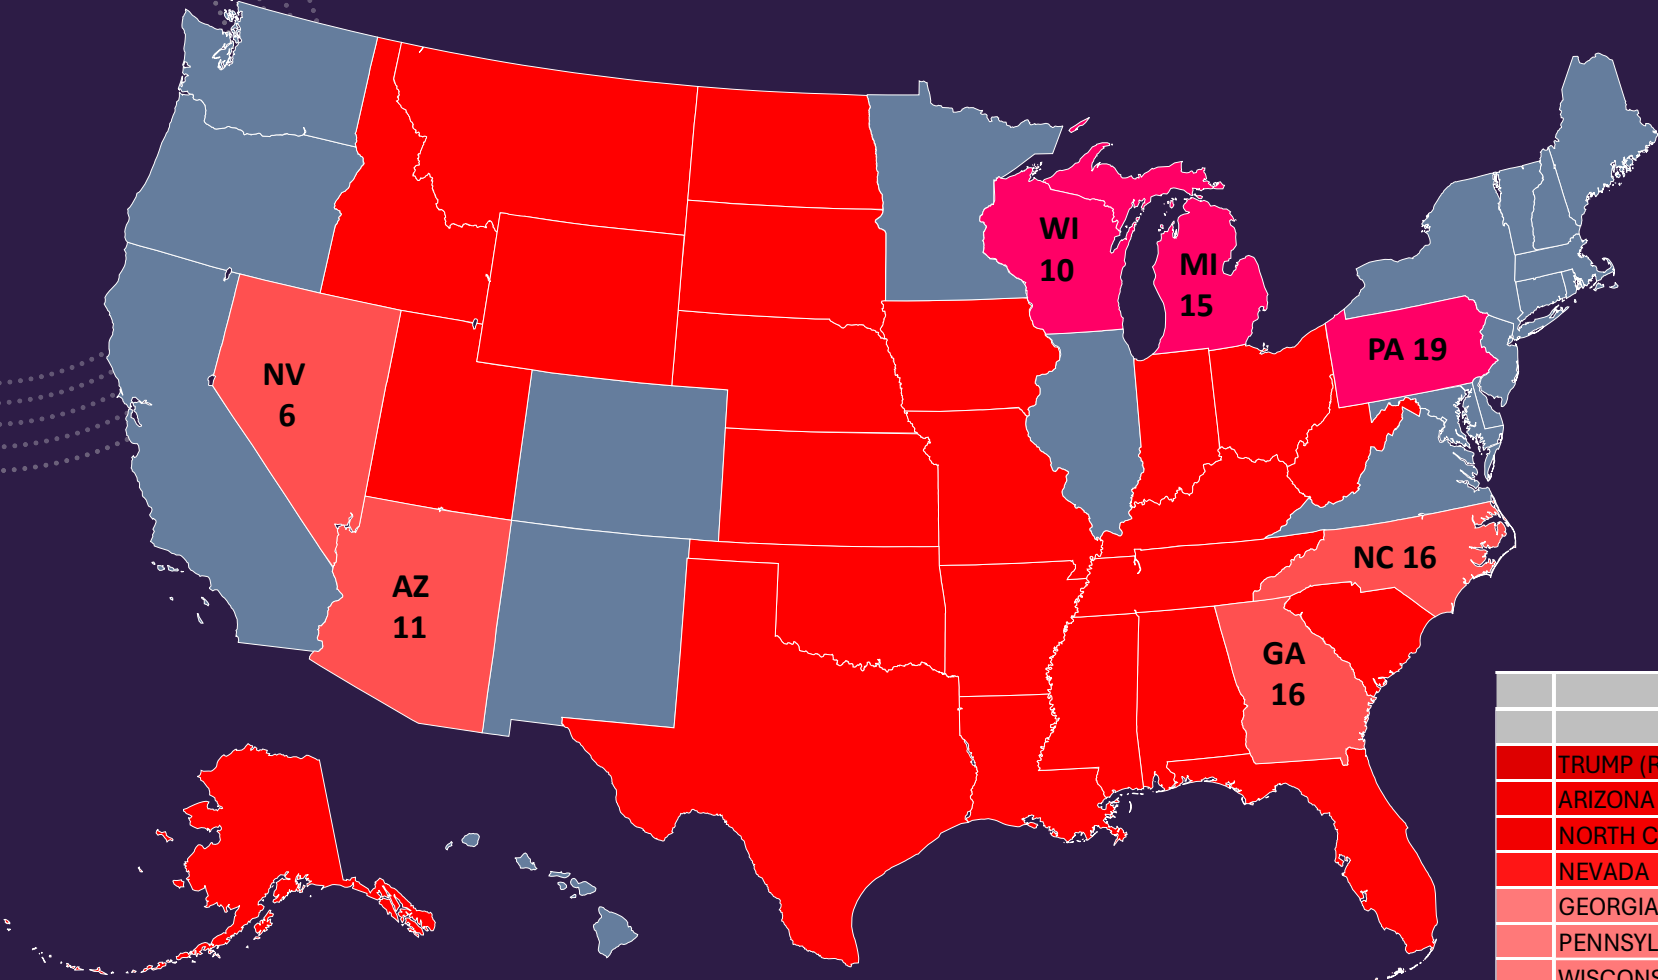 WI
10
MI
15
PA 19
NV
6
NC 16
AZ
11
GA
16
TRUMP (R
ARIZONA
NORTH C
NEVADA
GEORGIA
PENNSYL
WISCONS